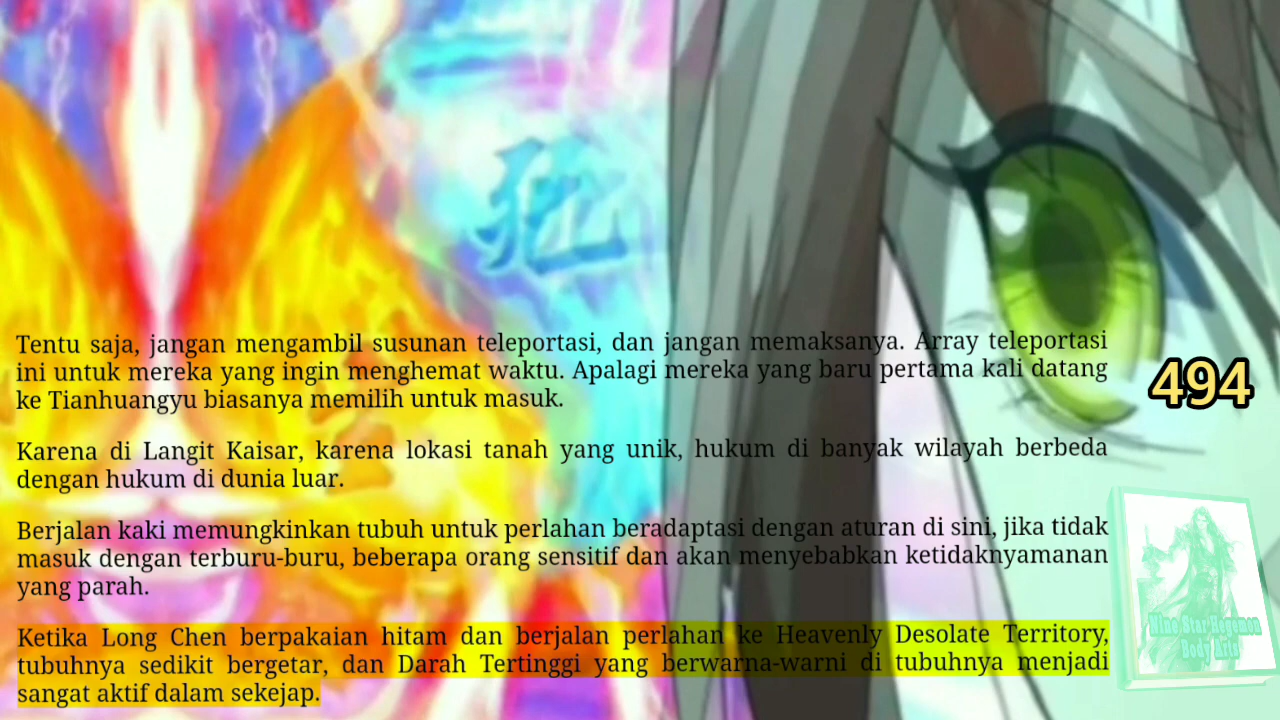 犯
Tentu saja, jangan mengambil susunan teleportasi, dan jangan memaksanya. Array teleportasi
ini untuk mereka yang ingin menghemat waktu. Apalagi mereka yang baru pertama kali datang
ke Tianhuangyu biasanya memilih untuk masuk.
Karena di Langit Kaisar, karena lokasi tanah yang unik, hukum di banyak wilayah berbeda
dengan hukum di dunia luar.
Berjalan kaki memungkinkan tubuh untuk perlahan beradaptasi dengan aturan di sini, jika tidak
masuk dengan terburu-buru, beberapa orang sensitif dan akan menyebabkan ketidaknyamanan
yang parah.
Ketika Long Chen berpakaian hitam dan berjalan perlahan ke Heavenly Desolate Territory,
tubuhnya sedikit bergetar, dan Darah Tertinggi yang berwarna-warni di tubuhnya menjadi
sangat aktif dalam sekejap.
494
Nine Star Hegemon
Body Arts